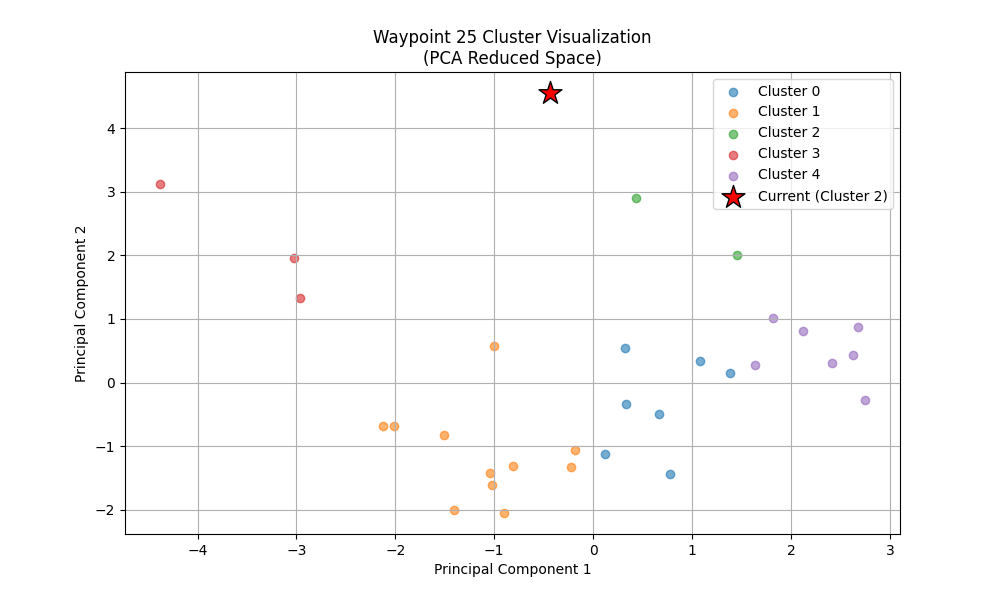 Waypoint 25 Cluster Visualization
(PCA Reduced Space)
Cluster 0
Cluster 1
Cluster 2
Cluster 3
Cluster 4
Current (Cluster 2)
Principal Component 2
4
3
2
1
0
−1
−2
−4
−3
−2
−1
0
1
2
3
Principal Component 1